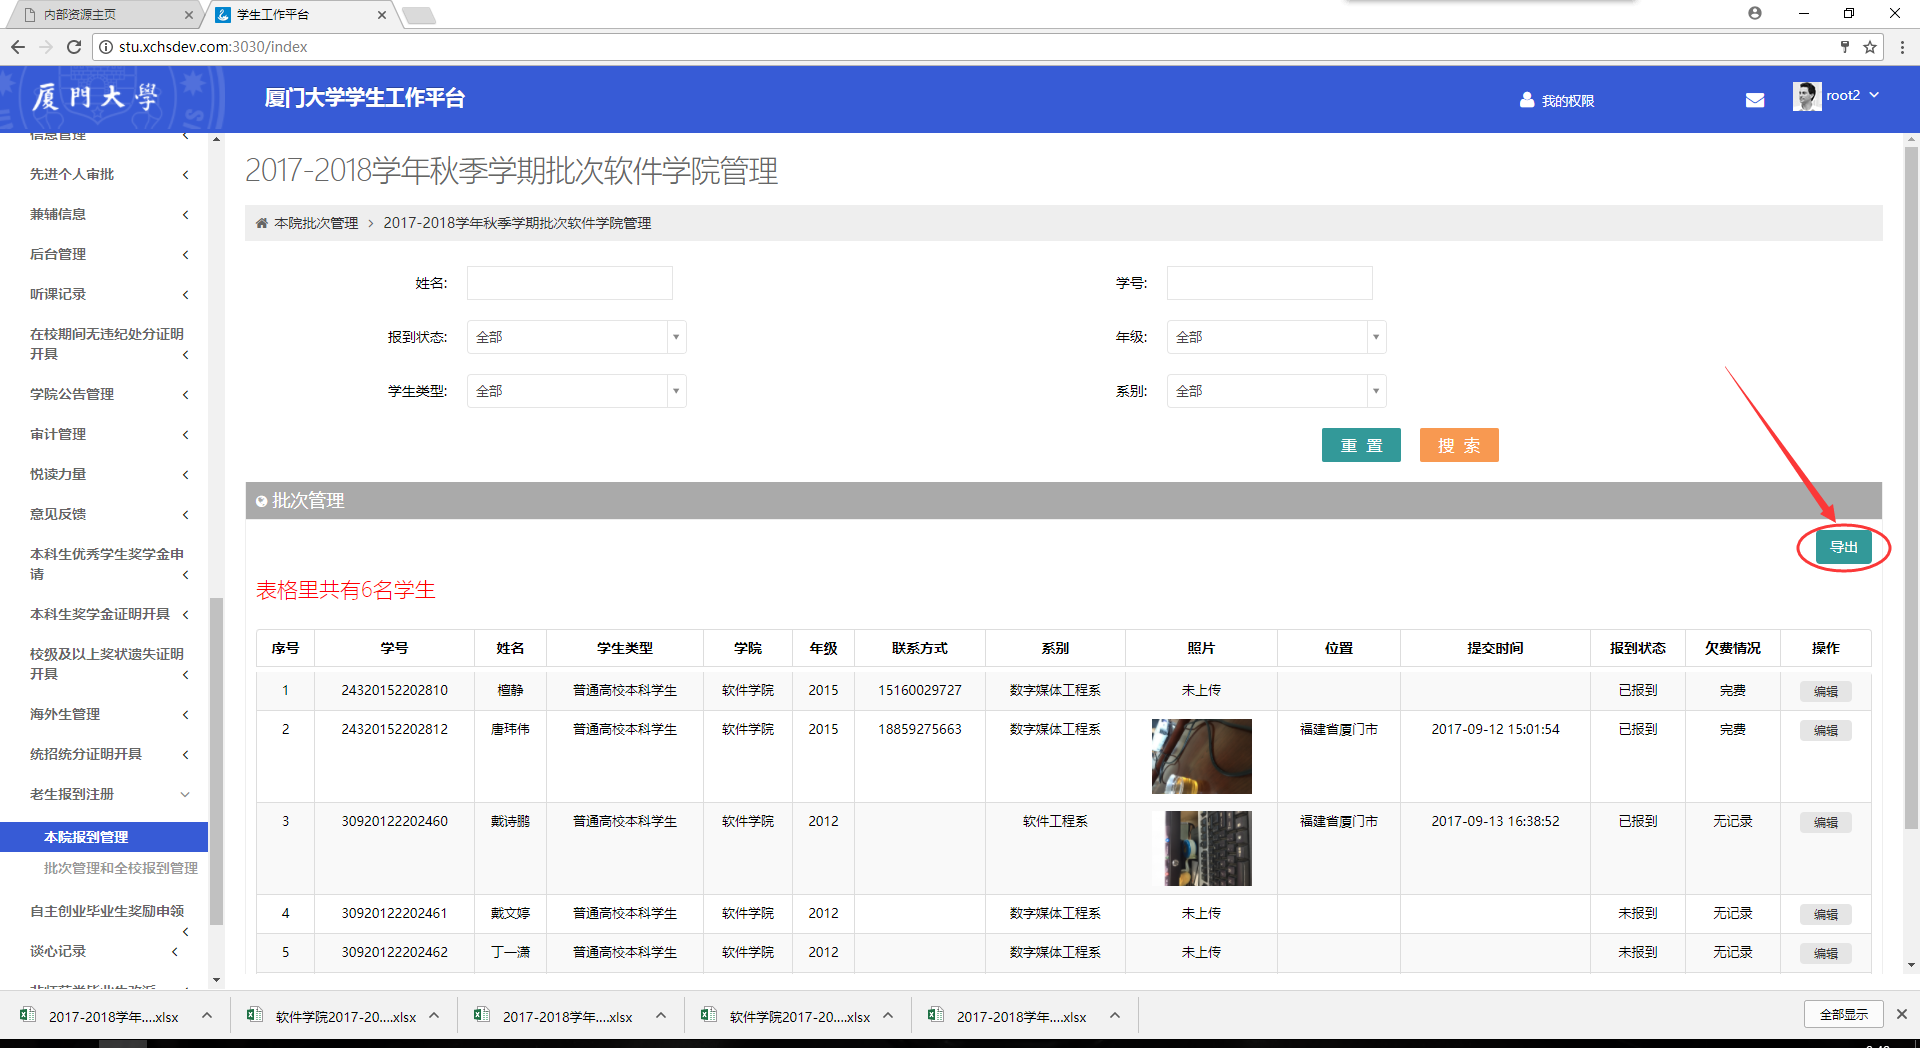 内部资源主页
学生工作平台
stu.xchsdev.com:3030/index
厦門大學
厦门大学学生工作平台
我的权限
root2
信息管理
先进个人审批
兼辅信息
后台管理
听课记录
在校期间无违纪处分证明
开具
学院公告管理
审计管理
悦读力量
意见反馈
本科生优秀学生奖学金申
请
本科生奖学金证明开具
校级及以上奖状遗失证明
开具
海外生管理
统招统分证明开具
老生报到注册
本院报到管理
批次管理和全校报到管理
自主创业毕业生奖励申领
谈心记录
2017-2018学年秋季学期批次软件学院管理
本院批次管理 > 2017-2018学年秋季学期批次软件学院管理
姓名:
学号:
报到状态: 全部
年级: 全部
学生类型: 全部
系别: 全部
重 置 搜 索
批次管理
导出
表格里共有6名学生
序号 学号 姓名 学生类型 学院 年级 联系方式 系别 照片 位置 提交时间 报到状态 欠费情况 操作
1 24320152202810 檀静 普通高校本科学生 软件学院 2015 15160029727 数字媒体工程系 未上传 已报到 完费 编辑
2 24320152202812 唐玮伟 普通高校本科学生 软件学院 2015 18859275663 数字媒体工程系 福建省厦门市 2017-09-12 15:01:54 已报到 完费 编辑
3 30920122202460 戴诗鹏 普通高校本科学生 软件学院 2012 软件工程系 福建省厦门市 2017-09-13 16:38:52 已报到 无记录 编辑
4 30920122202461 戴文婷 普通高校本科学生 软件学院 2012 数字媒体工程系 未上传 未报到 无记录 编辑
5 30920122202462 丁一潇 普通高校本科学生 软件学院 2012 数字媒体工程系 未上传 未报到 无记录 编辑
2017-2018学年....xlsx
软件学院2017-20....xlsx
2017-2018学年....xlsx
软件学院2017-20....xlsx
2017-2018学年....xlsx
全部显示